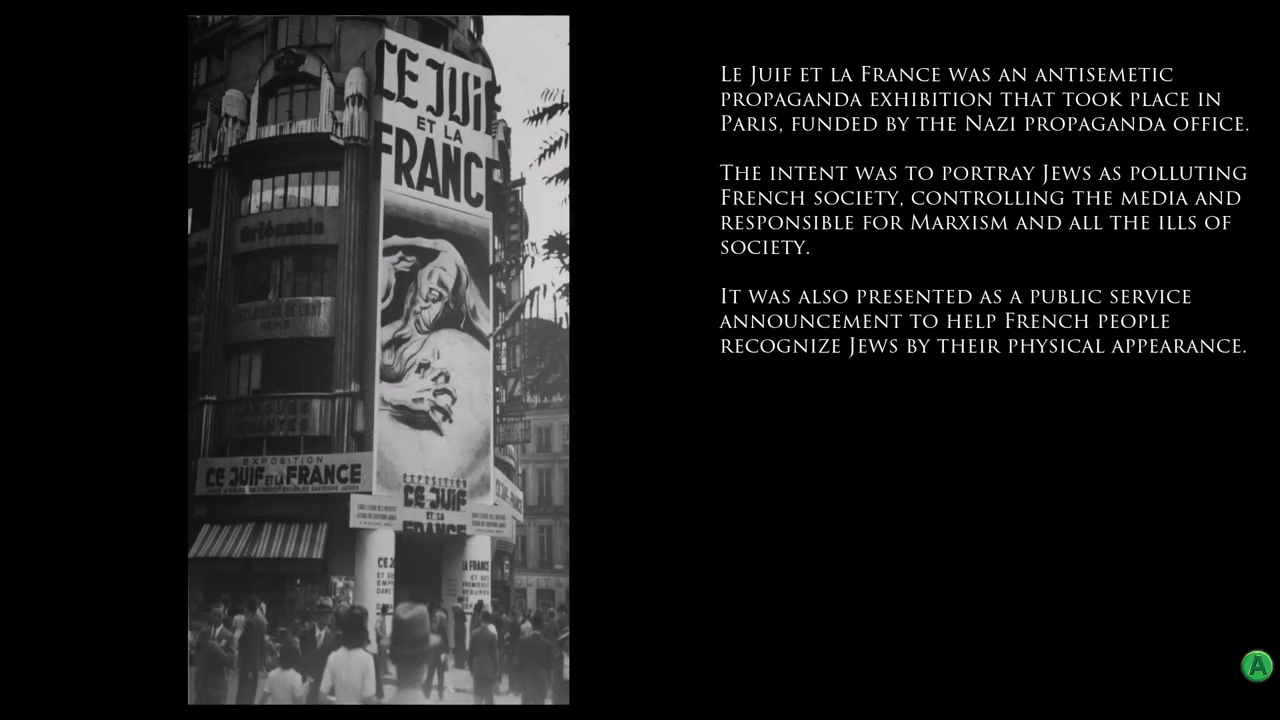 LE JUIF
ET LA
FRANCE
Orléanais
EXPOSITION
LE JUIF ET LA FRANCE
EXPOSITION
LE JUIF
ET LA
FRANCE
LA FRANCE
LE JUIF ET LA FRANCE WAS AN ANTISEMETIC
PROPAGANDA EXHIBITION THAT TOOK PLACE IN
PARIS, FUNDED BY THE NAZI PROPAGANDA OFFICE.
THE INTENT WAS TO PORTRAY JEWS AS POLLUTING
FRENCH SOCIETY, CONTROLLING THE MEDIA AND
RESPONSIBLE FOR MARXISM AND ALL THE ILLS OF
SOCIETY.
IT WAS ALSO PRESENTED AS A PUBLIC SERVICE
ANNOUNCEMENT TO HELP FRENCH PEOPLE
RECOGNIZE JEWS BY THEIR PHYSICAL APPEARANCE.
A